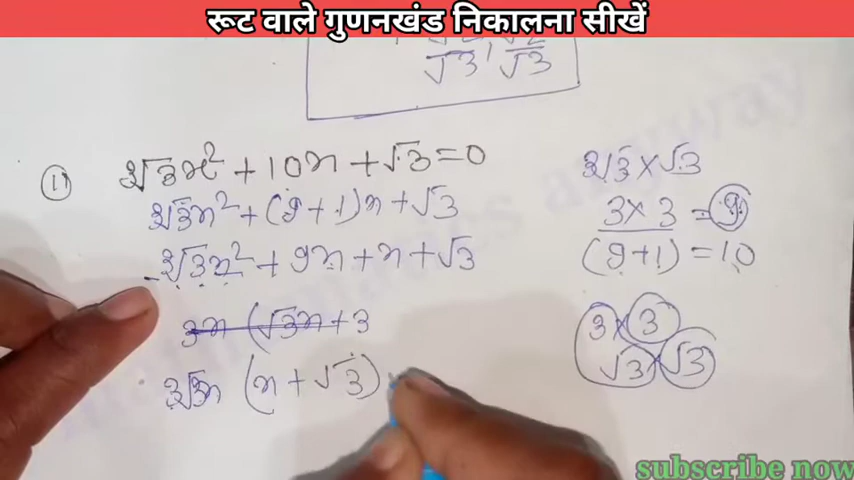 रूट वाले गुणनखंड निकालना सीखें
√3 , √3
(1) 3√3x² + 10x + √3 = 0
3√3x² + (9+1)x + √3
3√3x² + 9x + x + √3
3x (√3x + 3
3√3x (x + √3)
3√3 × √3
3 × 3 = 9
(9+1) = 10
3 × 3
√3 × √3
subscribe now